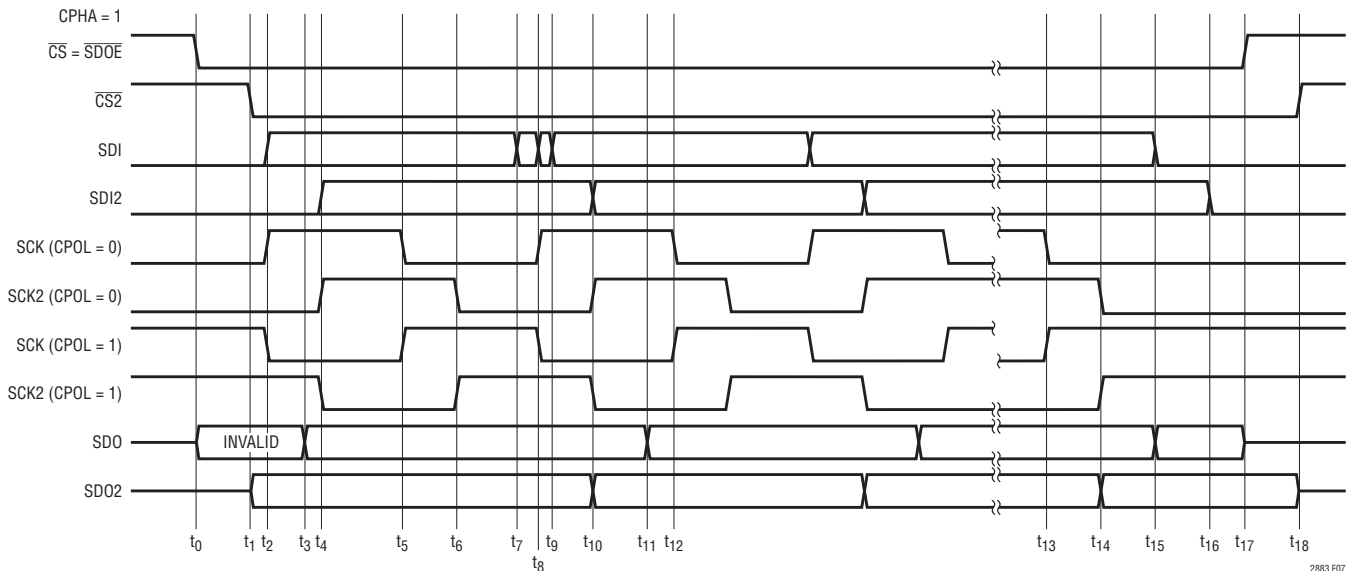 CPHA = 1
CS = SDOE
CS2
SDI
SDI2
SCK (CPOL = 0)
SCK2 (CPOL = 0)
SCK (CPOL = 1)
SCK2 (CPOL = 1)
SDO INVALID
SDO2
t0 t1 t2 t3 t4 t5 t6 t7 t8 t9 t10 t11 t12 t13 t14 t15 t16 t17 t18
2883 F07